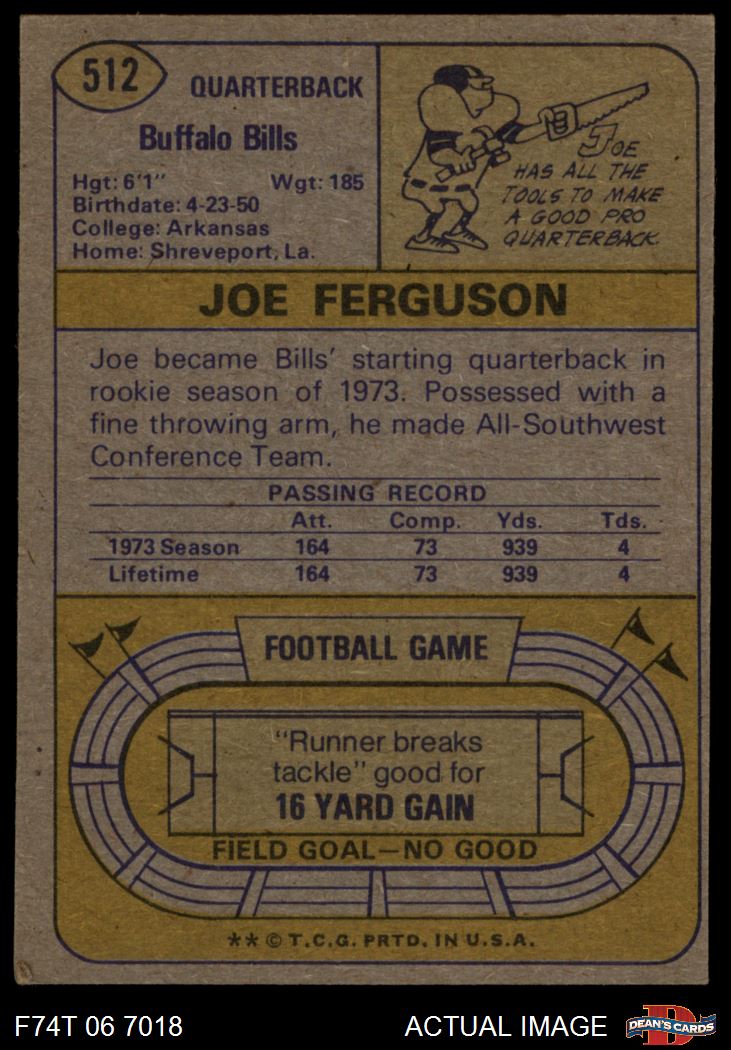 512
QUARTERBACK
Buffalo Bills
Hgt: 6'1" Wgt: 185
Birthdate: 4-23-50
College: Arkansas
Home: Shreveport, La.
JOE
HAS ALL THE
TOOLS TO MAKE
A GOOD PRO
QUARTERBACK.
JOE FERGUSON
Joe became Bills' starting quarterback in
rookie season of 1973. Possessed with a
fine throwing arm, he made All-Southwest
Conference Team.
PASSING RECORD
Att. Comp. Yds. Tds.
1973 Season 164 73 939 4
Lifetime 164 73 939 4
FOOTBALL GAME
"Runner breaks
tackle" good for
16 YARD GAIN
FIELD GOAL—NO GOOD
** © T.C.G. PRTD. IN U.S.A.
F74T 06 7018
ACTUAL IMAGE
D
DEAN'S CARDS